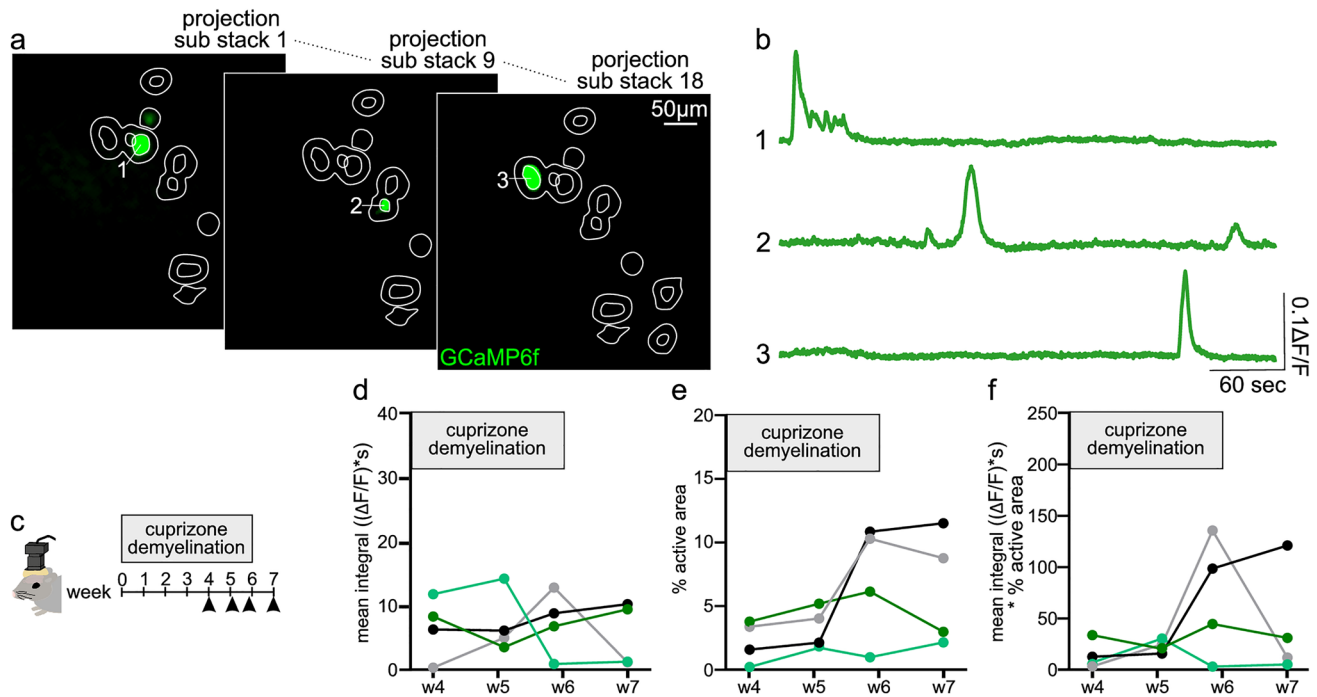 a
projection
sub stack 1
projection
sub stack 9
porjection
sub stack 18
50µm
1
2
3
GCaMP6f
b
1
2
3
0.1ΔF/F
60 sec
c
cuprizone
demyelination
week
0 1 2 3 4 5 6 7
d
mean integral ((ΔF/F)*s)
40
30
20
10
0
cuprizone
demyelination
w4 w5 w6 w7
e
% active area
20
15
10
5
0
cuprizone
demyelination
w4 w5 w6 w7
f
mean integral ((ΔF/F)*s)
* % active area
250
200
150
100
50
0
cuprizone
demyelination
w4 w5 w6 w7